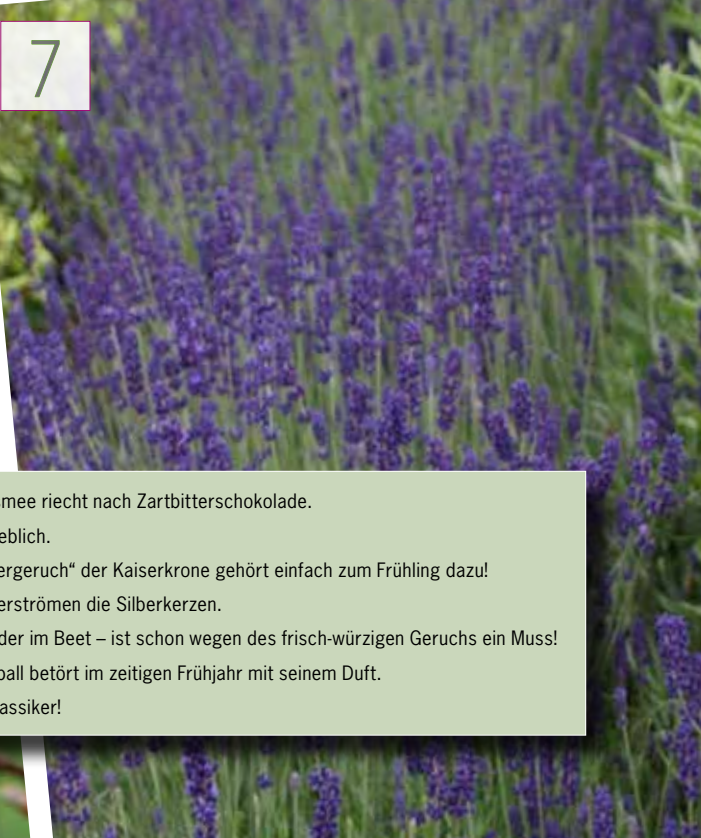 7
mee riecht nach Zartbitterschokolade.
eblich.
ergeruch“ der Kaiserkrone gehört einfach zum Frühling dazu!
erströmen die Silberkerzen.
der im Beet – ist schon wegen des frisch-würzigen Geruchs ein Muss!
ball betört im zeitigen Frühjahr mit seinem Duft.
assiker!